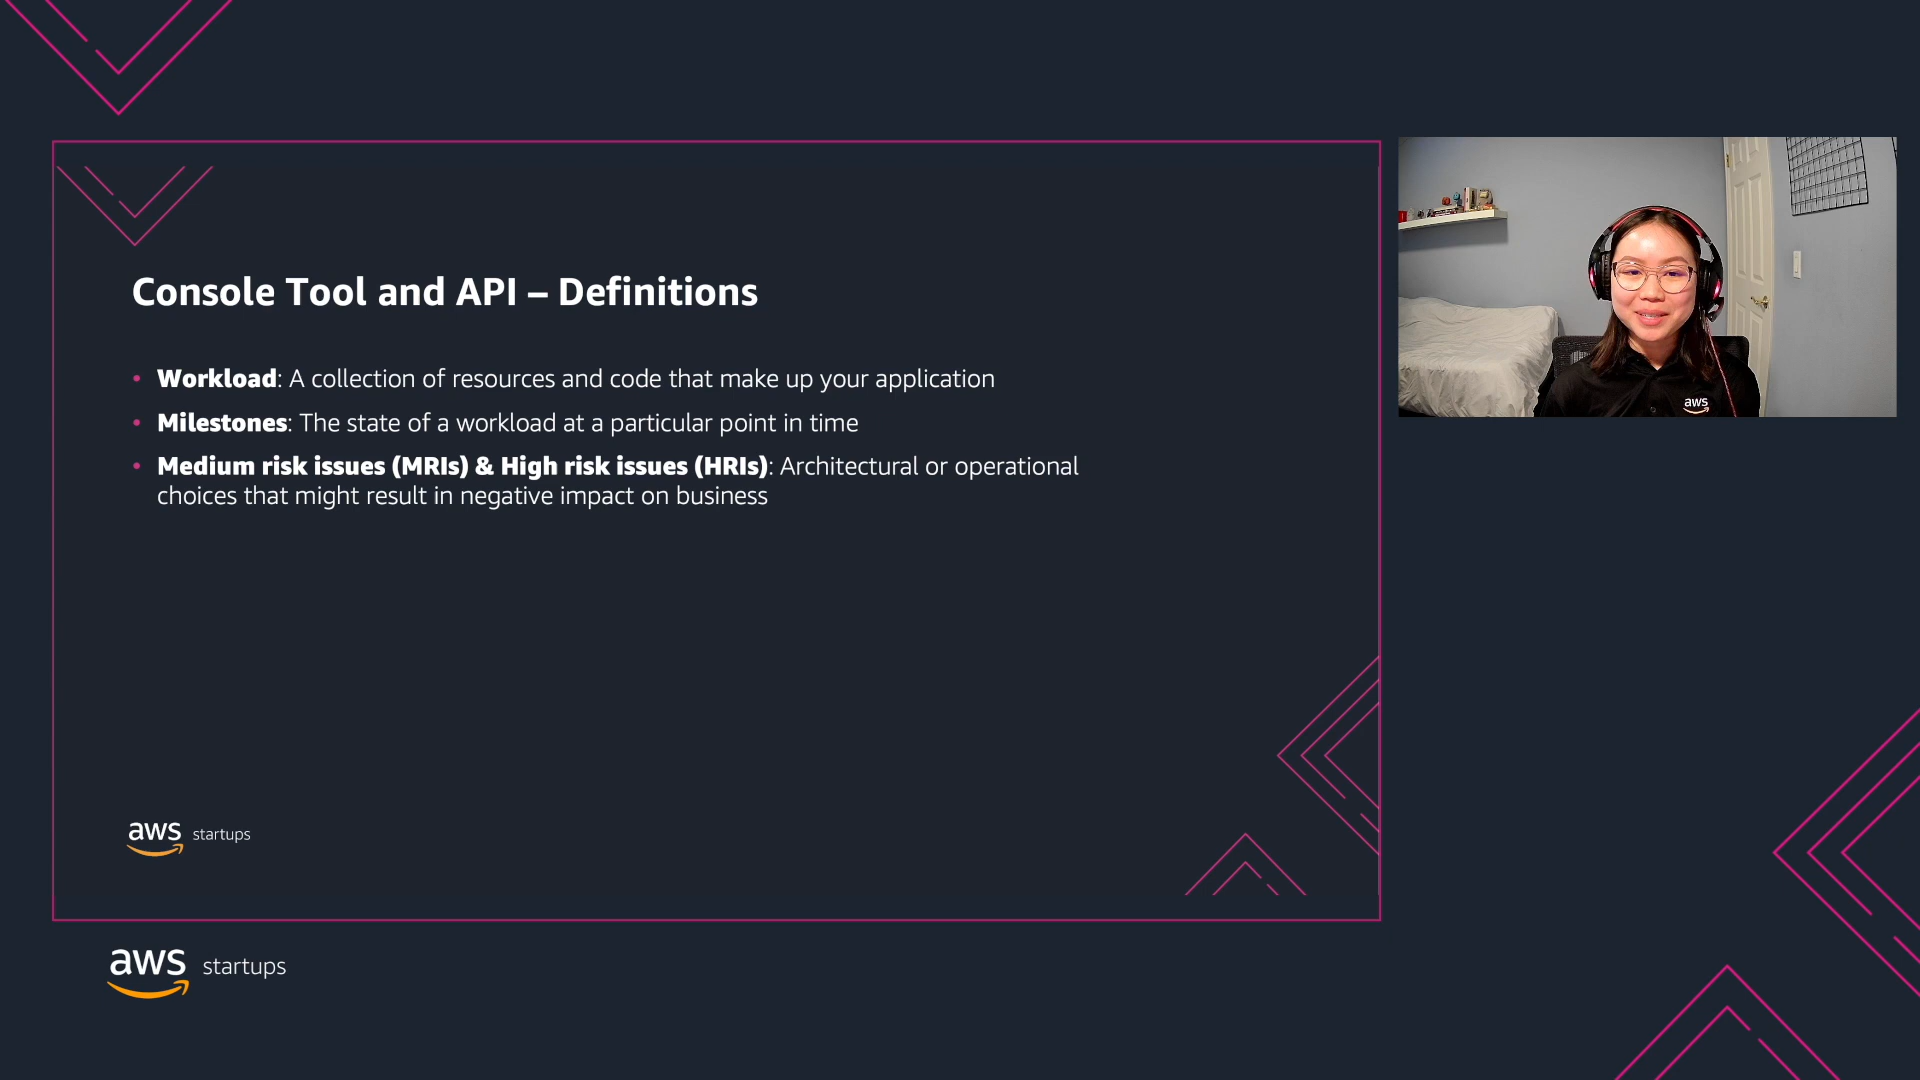 Console Tool and API – Definitions
• Workload: A collection of resources and code that make up your application
• Milestones: The state of a workload at a particular point in time
• Medium risk issues (MRIs) & High risk issues (HRIs): Architectural or operational
choices that might result in negative impact on business
aws
aws startups
aws startups